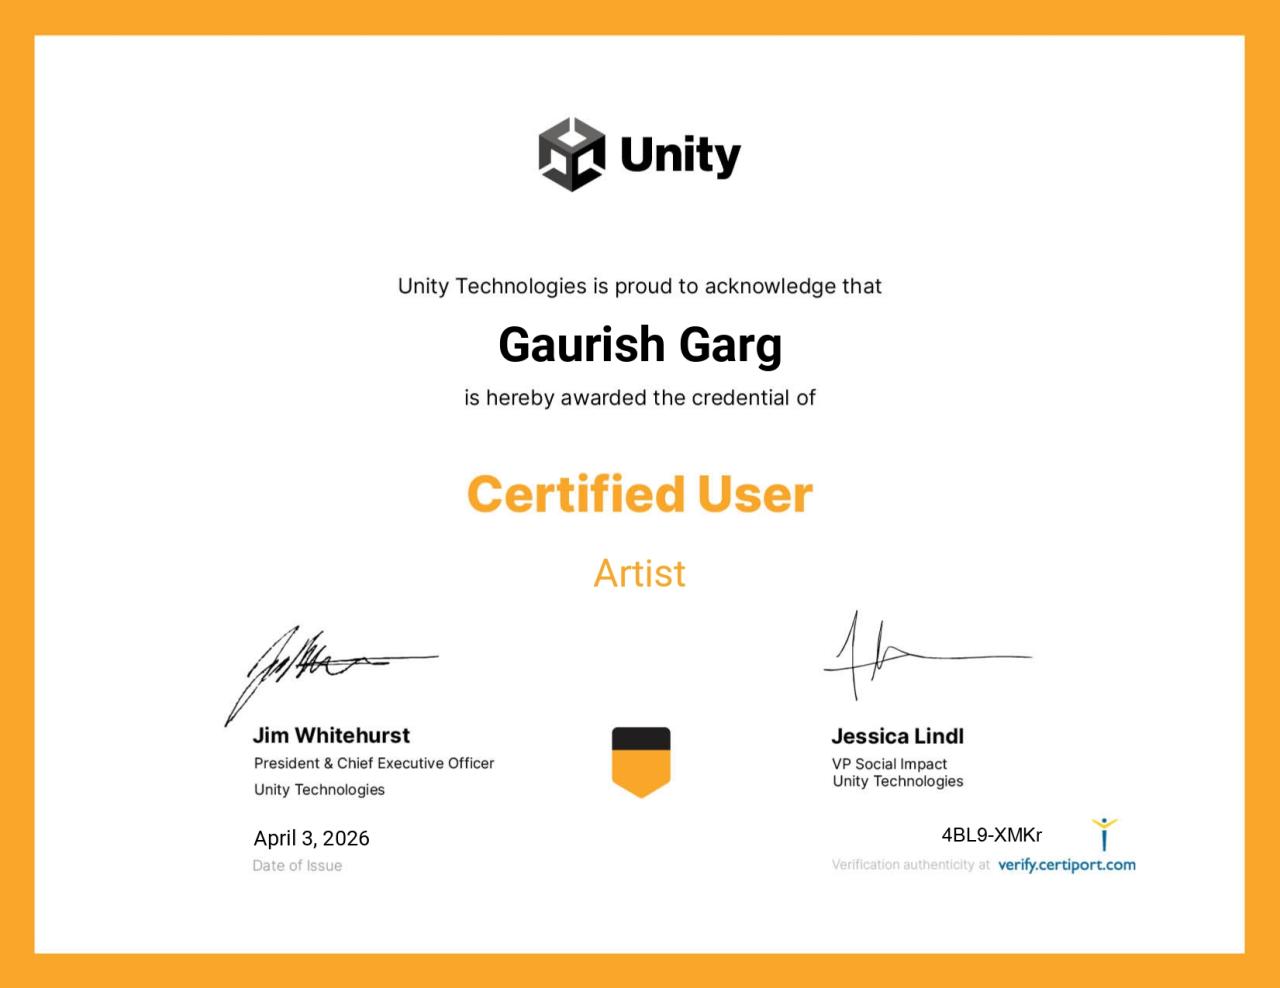 Unity
Unity Technologies is proud to acknowledge that
Gaurish Garg
is hereby awarded the credential of
Certified User
Artist
Jim Whitehurst
President & Chief Executive Officer
Unity Technologies
Jessica Lindl
VP Social Impact
Unity Technologies
April 3, 2026
Date of Issue
4BL9-XMKr
Verification authenticity at verify.certiport.com